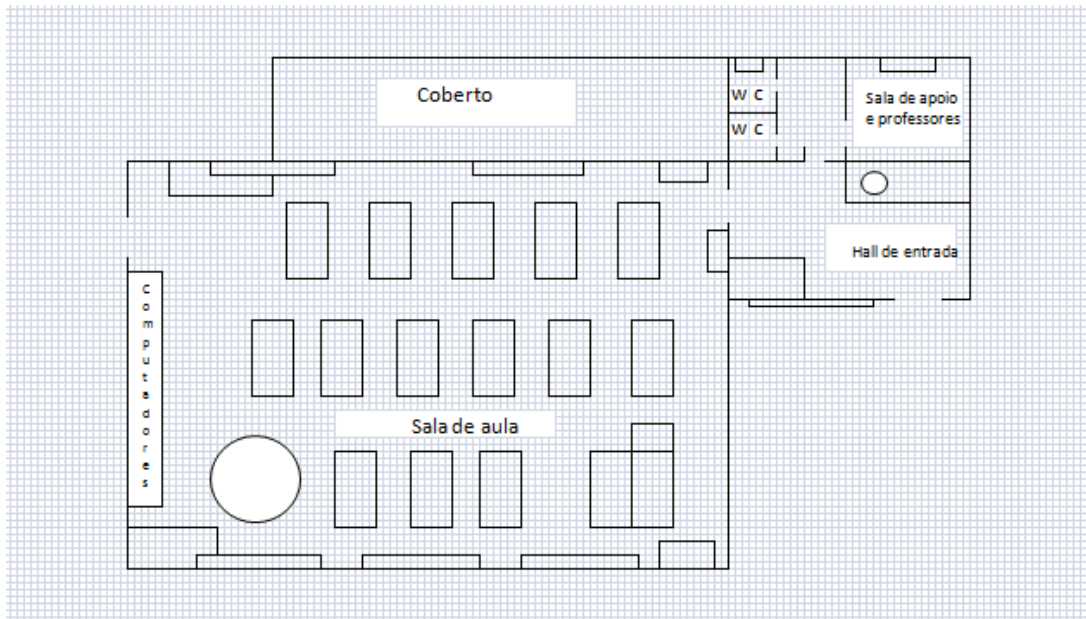 Coberto
W C
W C
Sala de apoio
e professores
Hall de entrada
C
o
m
p
u
t
a
d
o
r
e
s
Sala de aula